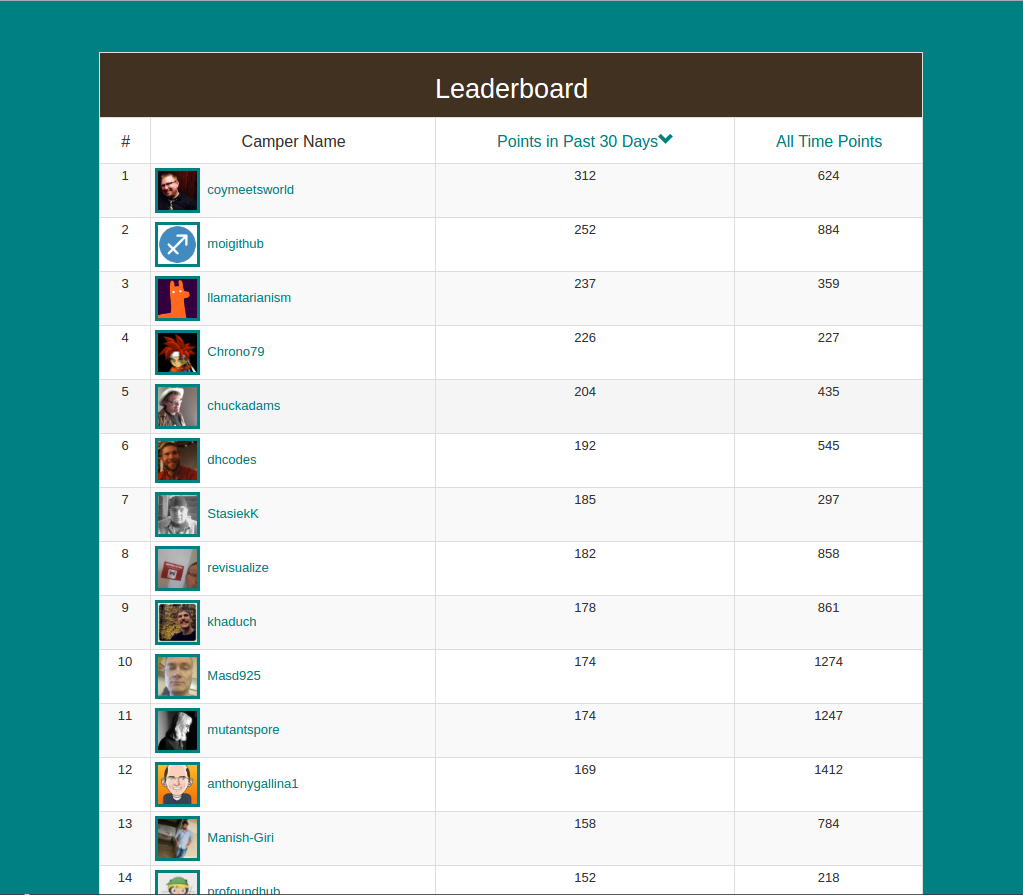 Leaderboard
# Camper Name Points in Past 30 Days All Time Points
1 coymeetsworld 312 624
2 moigithub 252 884
3 llamatarianism 237 359
4 Chrono79 226 227
5 chuckadams 204 435
6 dhcodes 192 545
7 StasiekK 185 297
8 revisualize 182 858
9 khaduch 178 861
10 Masd925 174 1274
11 mutantspore 174 1247
12 anthonygallina1 169 1412
13 Manish-Giri 158 784
14 profoundhub 152 218